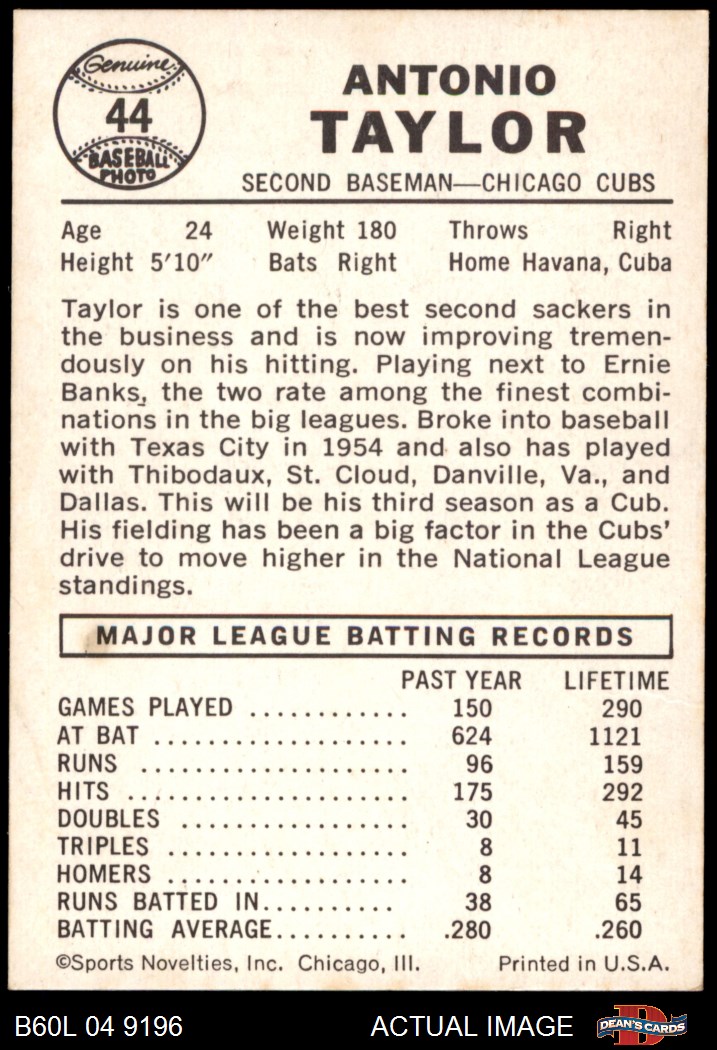 Genuine
44
BASEBALL
PHOTO
ANTONIO
TAYLOR
SECOND BASEMAN—CHICAGO CUBS
Age 24 Weight 180 Throws Right
Height 5'10" Bats Right Home Havana, Cuba
Taylor is one of the best second sackers in
the business and is now improving tremen-
dously on his hitting. Playing next to Ernie
Banks, the two rate among the finest combi-
nations in the big leagues. Broke into baseball
with Texas City in 1954 and also has played
with Thibodaux, St. Cloud, Danville, Va., and
Dallas. This will be his third season as a Cub.
His fielding has been a big factor in the Cubs'
drive to move higher in the National League
standings.
MAJOR LEAGUE BATTING RECORDS
PAST YEAR LIFETIME
GAMES PLAYED ............ 150 290
AT BAT ................... 624 1121
RUNS .................... 96 159
HITS ..................... 175 292
DOUBLES ................. 30 45
TRIPLES .................. 8 11
HOMERS .................. 8 14
RUNS BATTED IN.......... 38 65
BATTING AVERAGE.......... .280 .260
©Sports Novelties, Inc. Chicago, Ill. Printed in U.S.A.
B60L 04 9196 ACTUAL IMAGE D DEAN'S CARDS